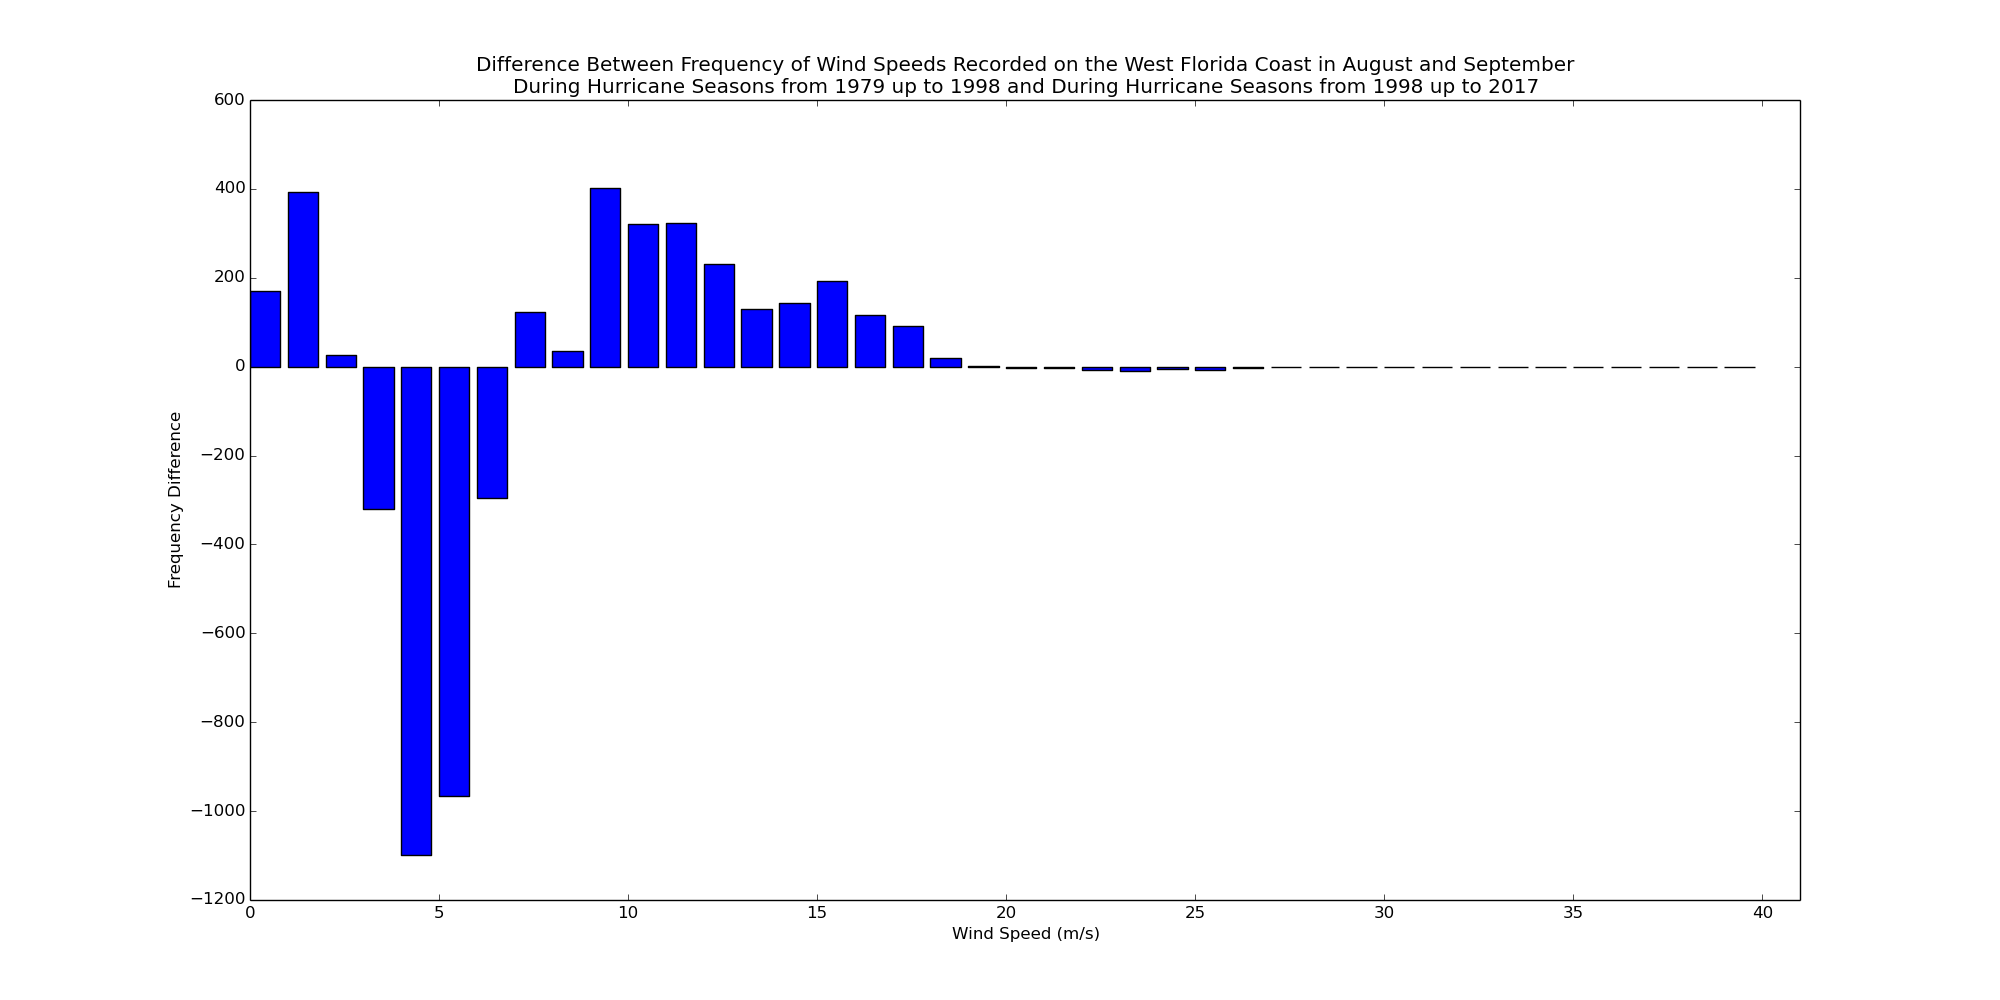 Difference Between Frequency of Wind Speeds Recorded on the West Florida Coast in August and September
During Hurricane Seasons from 1979 up to 1998 and During Hurricane Seasons from 1998 up to 2017
600
400
200
0
−200
−400
−600
−800
−1000
−1200
Frequency Difference
0 5 10 15 20 25 30 35 40
Wind Speed (m/s)